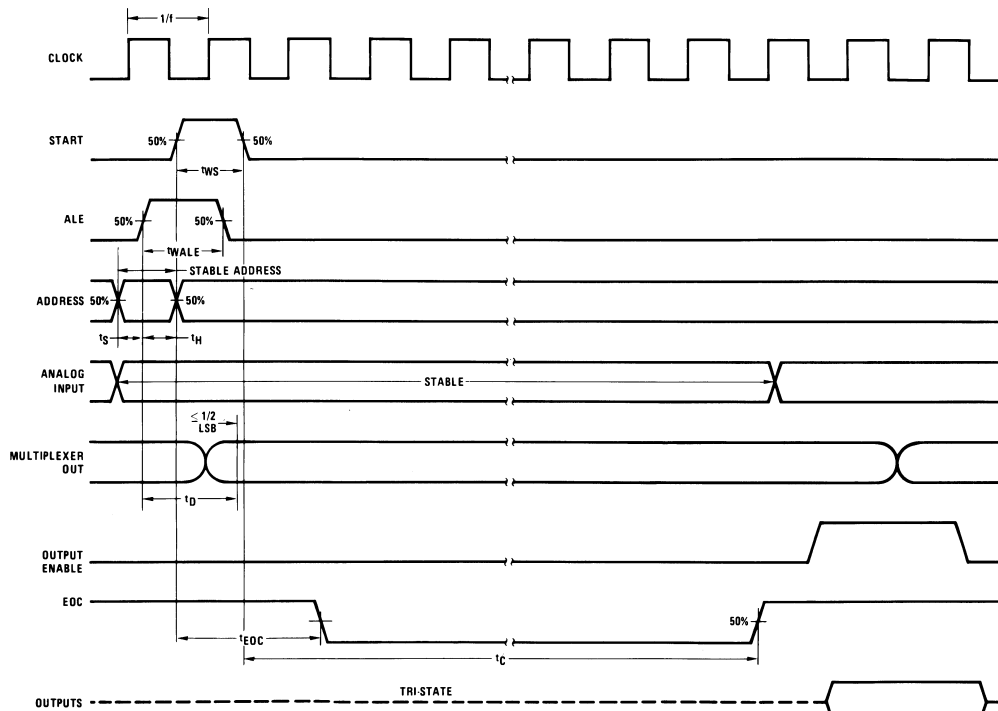 1/f
CLOCK
START
50%
50%
tWS
ALE
50%
50%
tWALE
STABLE ADDRESS
ADDRESS
50%
50%
tS
tH
ANALOG
INPUT
STABLE
≤ 1/2
LSB
MULTIPLEXER
OUT
tD
OUTPUT
ENABLE
EOC
50%
tEOC
tC
TRI-STATE
OUTPUTS